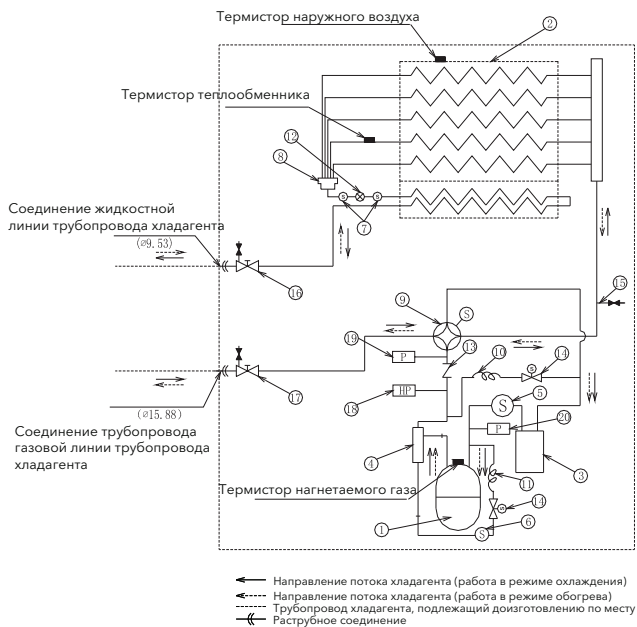 Термистор наружного воздуха
2
Термистор теплообменника
12
8
S
S
7
Соединение жидкостной
линии трубопровода хладагента
(⌀9.53)
16
15
9
S
19
P
13
10
S
14
17
18
HP
5
S
(⌀15.88)
20
P
Соединение трубопровода
газовой линии трубопровода
хладагента
4
3
11
Термистор нагнетаемого газа
14
S
1
6
S
Направление потока хладагента (работа в режиме охлаждения)
Направление потока хладагента (работа в режиме обогрева)
Трубопровод хладагента, подлежащий доизготовлению по месту
Раструбное соединение